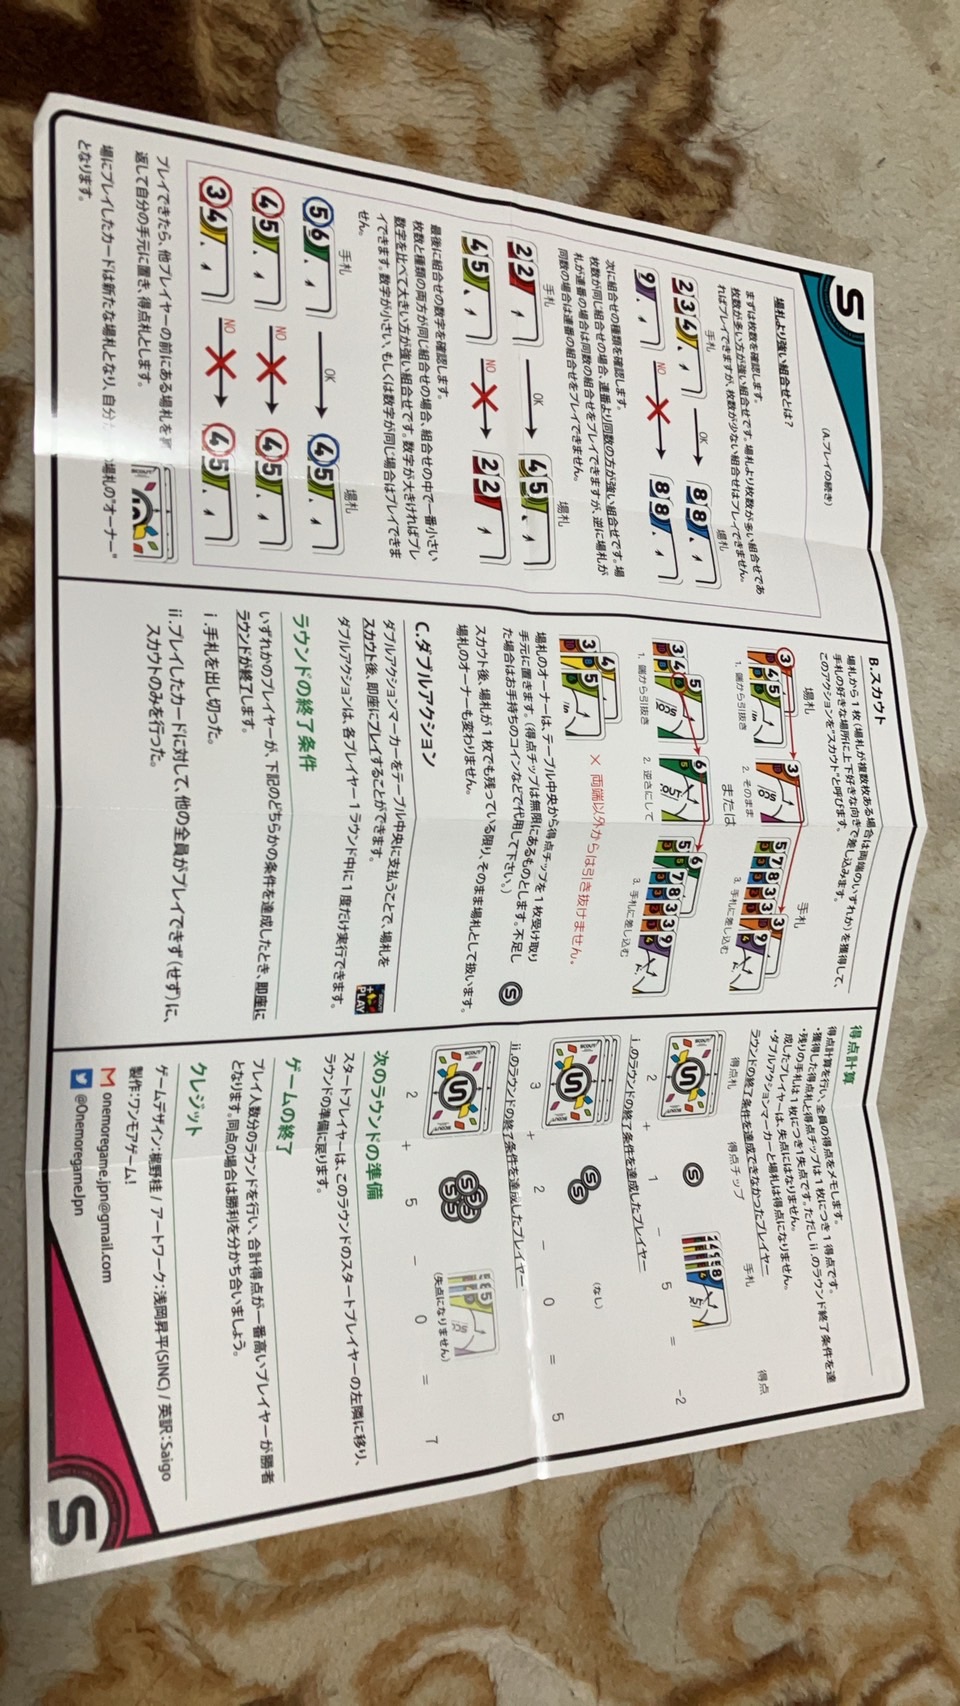 S
(A.プレイの続き)
場札より強い組合せとは?
まずは枚数を確認します。
枚数が多い方が強い組合せです。場札より枚数が多い組合せであ
ればプレイできますが、枚数が少ない組合せはプレイできません。
手札
場札
2 3 4
OK
8 8
9
NO
8 8
次に組合せの種類を確認します。
枚数が同じ組合せの場合、連番より同数の方が強い組合せです。場
札が連番の場合は同数の組合せをプレイできますが、逆に場札が
同数の場合は連番の組合せをプレイできません。
手札
場札
2 2
OK
4 5
4 5
NO
2 2
最後に組合せの数字を確認します。
枚数と種類の両方が同じ組合せの場合、組合せの中で一番小さい
数字を比べて大きい方が強い組合せです。数字が大きければプレ
イできます。数字が小さい、もしくは数字が同じ場合はプレイできま
せん。
手札
場札
5 6
OK
4 5
4 5
NO
4 5
3 4
NO
4 5
プレイできたら、他プレイヤーの前にある場札を
返して自分の手元に置き、得点札とします。
場にプレイしたカードは新たな場札となり、自分
場札の"オーナー"
となります。
B.スカウト
場札から1枚(場札が複数枚ある場合は両端のいずれか)を獲得して、
手札の好きな場所に上下好きな向きで差し込みます。
このアクションを"スカウト"と呼びます。
場札
手札
3 4 5
3
5 7 8 3 3 3 9
1. 端から引抜き
2. そのまま
3. 手札に差し込む
または
3 4 5
6
5 6 7 8 3 3 9
1. 端から引抜き
2. 逆さにして
3. 手札に差し込む
3 4 5
× 両端以外からは引き抜けません。
場札のオーナーは、テーブル中央から得点チップを1枚受け取り
手元に置きます。(得点チップは無限にあるものとします。不足し
た場合はお手持ちのコインなどで代用して下さい。)
スカウト後、場札が1枚でも残っている限り、そのまま場札として扱います。
場札のオーナーも変わりません。
C.ダブルアクション
ダブルアクションマーカーをテーブル中央に支払うことで、場札を
スカウト後、即座にプレイすることができます。
SCOUT
+
PLAY
ダブルアクションは、各プレイヤー1ラウンド中に1度だけ実行できます。
ラウンドの終了条件
いずれかのプレイヤーが、下記のどちらかの条件を達成したとき、即座に
ラウンドが終了します。
ⅰ.手札を出し切った。
ⅱ.プレイしたカードに対して、他の全員がプレイできず(せず)に、
スカウトのみを行った。
得点計算
得点計算を行い、全員の得点をメモします。
・獲得した得点札と得点チップは1枚につき1得点です。
・残りの手札は1枚につき1失点です。ただしⅱ.のラウンド終了条件を達
成したプレイヤーは、失点にはなりません。
・ダブルアクションマーカーと場札は得点になりません。
ラウンドの終了条件を達成できなかったプレイヤー
得点札
得点チップ
手札
得点
2 + 1 − 5 = -2
ⅰ.のラウンドの終了条件を達成したプレイヤー
(なし)
3 + 2 − 0 = 5
ⅱ.のラウンドの終了条件を達成したプレイヤー
(失点になりません)
2 + 5 − 0 = 7
次のラウンドの準備
スタートプレイヤーは、このラウンドのスタートプレイヤーの左隣に移り、
ラウンドの準備に戻ります。
ゲームの終了
プレイ人数分のラウンドを行い、合計得点が一番高いプレイヤーが勝者
となります。同点の場合は勝利を分かち合いましょう。
クレジット
ゲームデザイン:梶野桂 / アートワーク:浅岡昇平(SINC) / 英訳:Saigo
製作:ワンモアゲーム!
onemoregame.jpn@gmail.com
@OnemoregameJpn
S